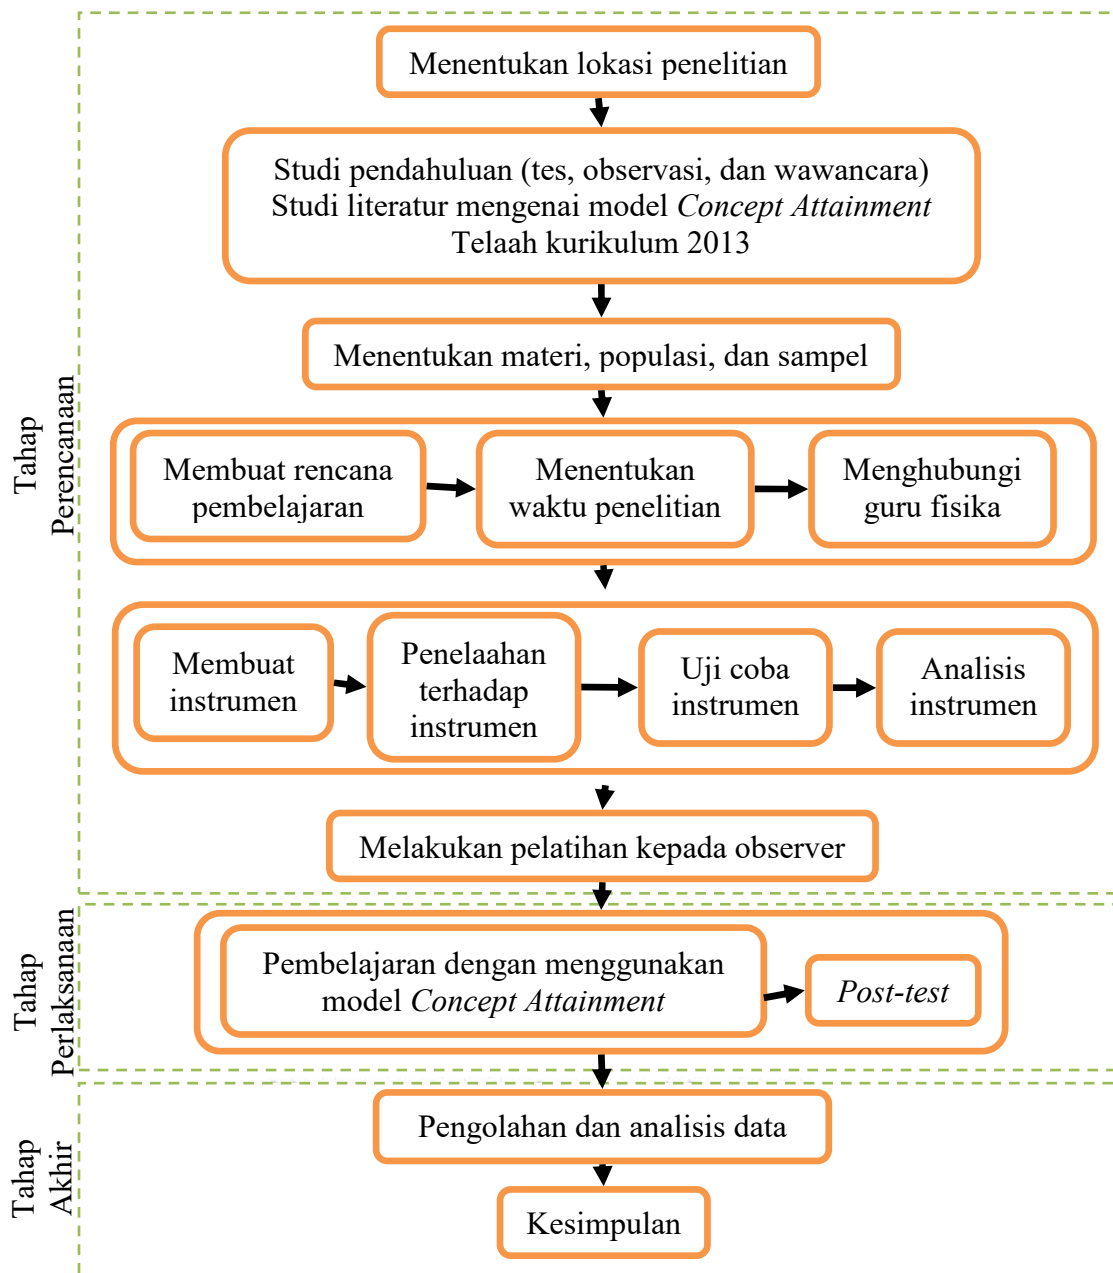 Menentukan lokasi penelitian
Studi pendahuluan (tes, observasi, dan wawancara)
Studi literatur mengenai model Concept Attainment
Telaah kurikulum 2013
Menentukan materi, populasi, dan sampel
Tahap
Perencanaan
Membuat rencana
pembelajaran
Menentukan
waktu penelitian
Menghubungi
guru fisika
Membuat
instrumen
Penelaahan
terhadap
instrumen
Uji coba
instrumen
Analisis
instrumen
Melakukan pelatihan kepada observer
Tahap
Perlaksanaan
Pembelajaran dengan menggunakan
model Concept Attainment
Post-test
Tahap
Akhir
Pengolahan dan analisis data
Kesimpulan